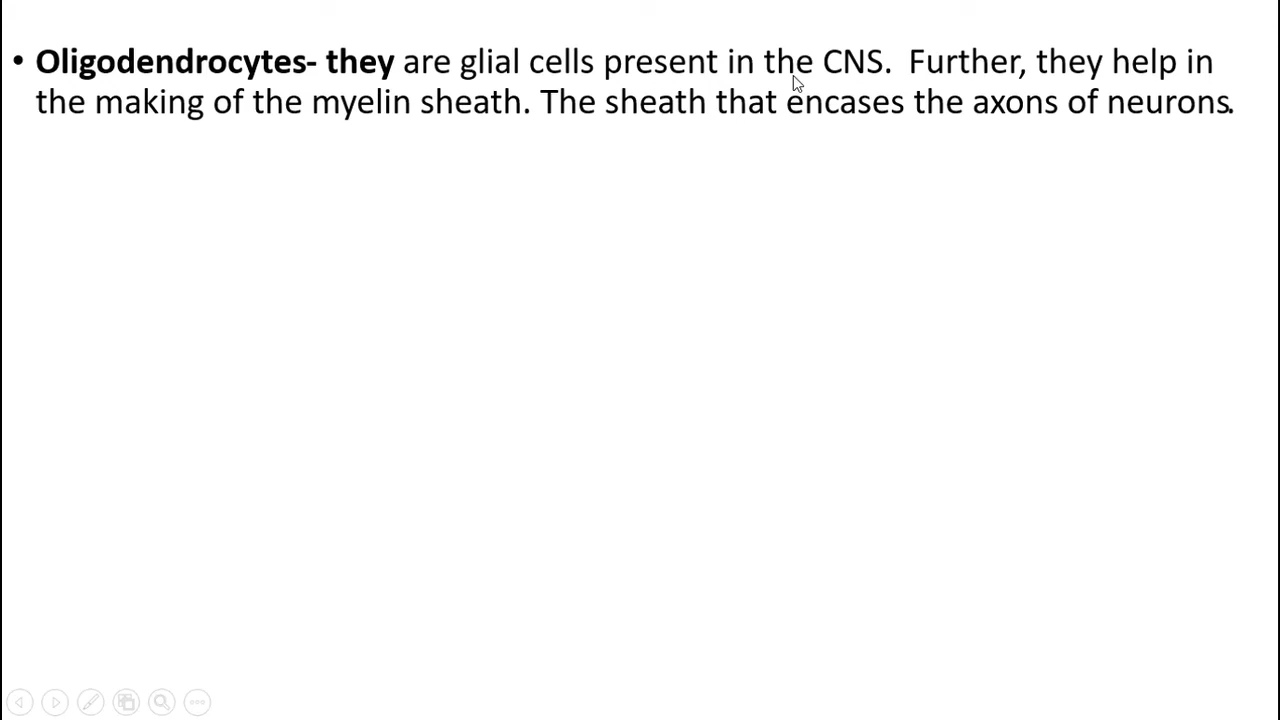 • Oligodendrocytes- they are glial cells present in the CNS.  Further, they help in
the making of the myelin sheath. The sheath that encases the axons of neurons.